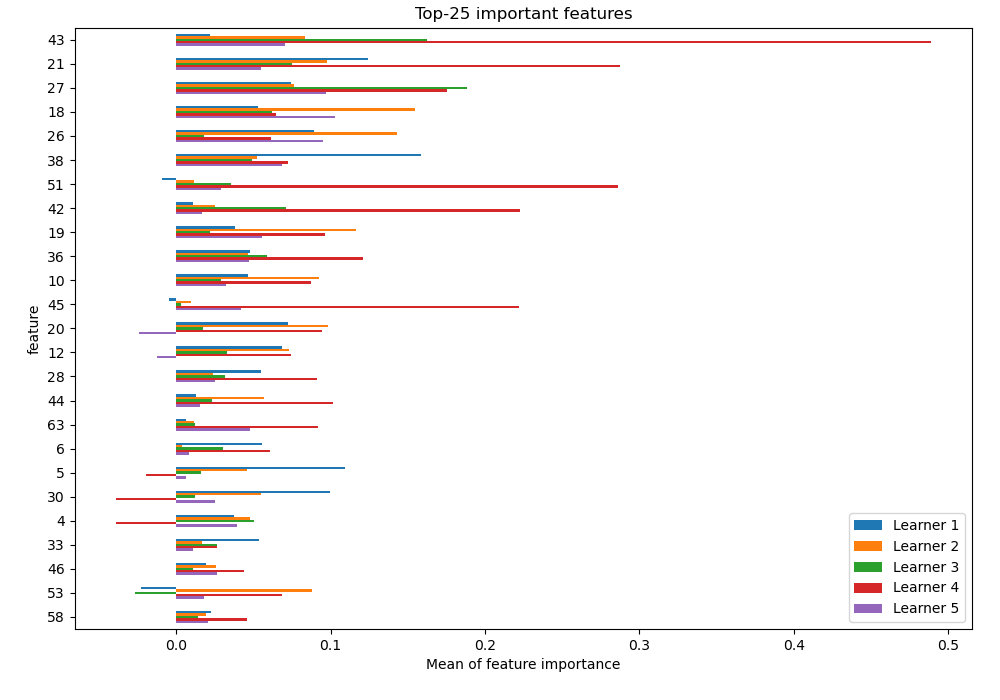 Top-25 important features
43
21
27
18
26
38
51
42
19
36
10
45
20
12
28
44
63
6
5
30
4
33
46
53
58
feature
Learner 1
Learner 2
Learner 3
Learner 4
Learner 5
0.0 0.1 0.2 0.3 0.4 0.5
Mean of feature importance